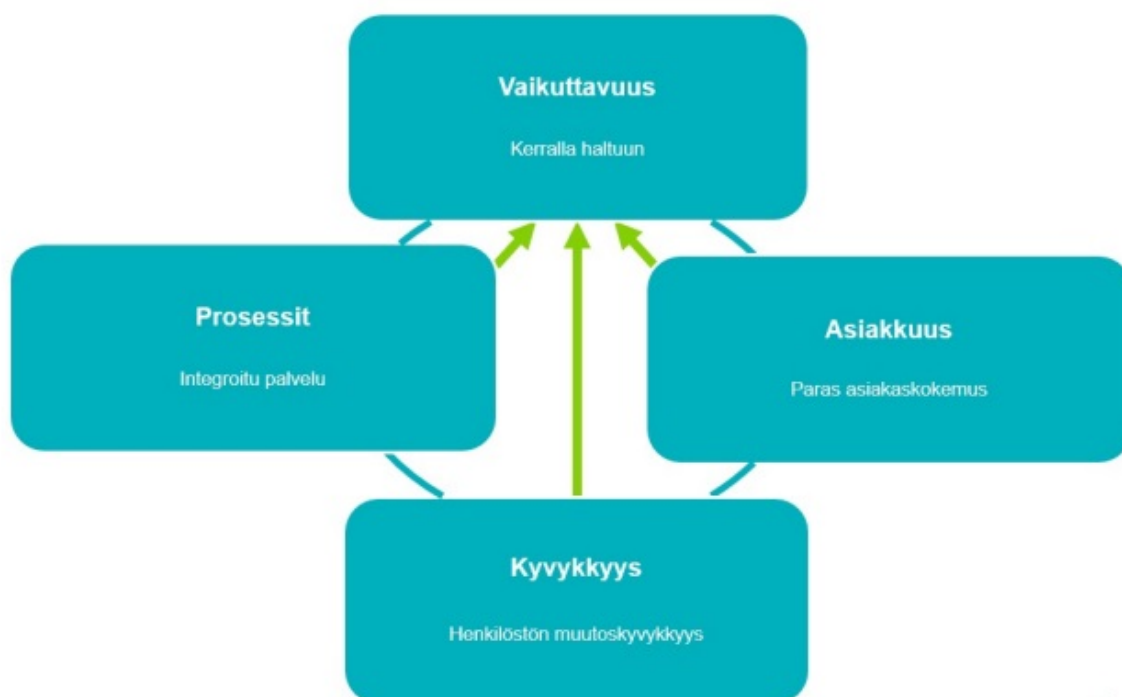 Vaikuttavuus
Kerralla haltuun
Prosessit
Integroitu palvelu
Asiakkuus
Paras asiakaskokemus
Kyvykkyys
Henkilöstön muutoskyvykkyys